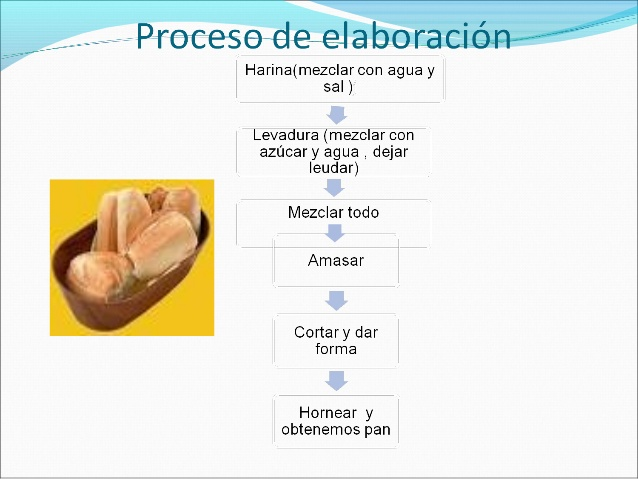 Proceso de elaboración
Harina(mezclar con agua y
sal )
Levadura (mezclar con
azúcar y agua , dejar
leudar)
Mezclar todo
Amasar
Cortar y dar
forma
Hornear y
obtenemos pan